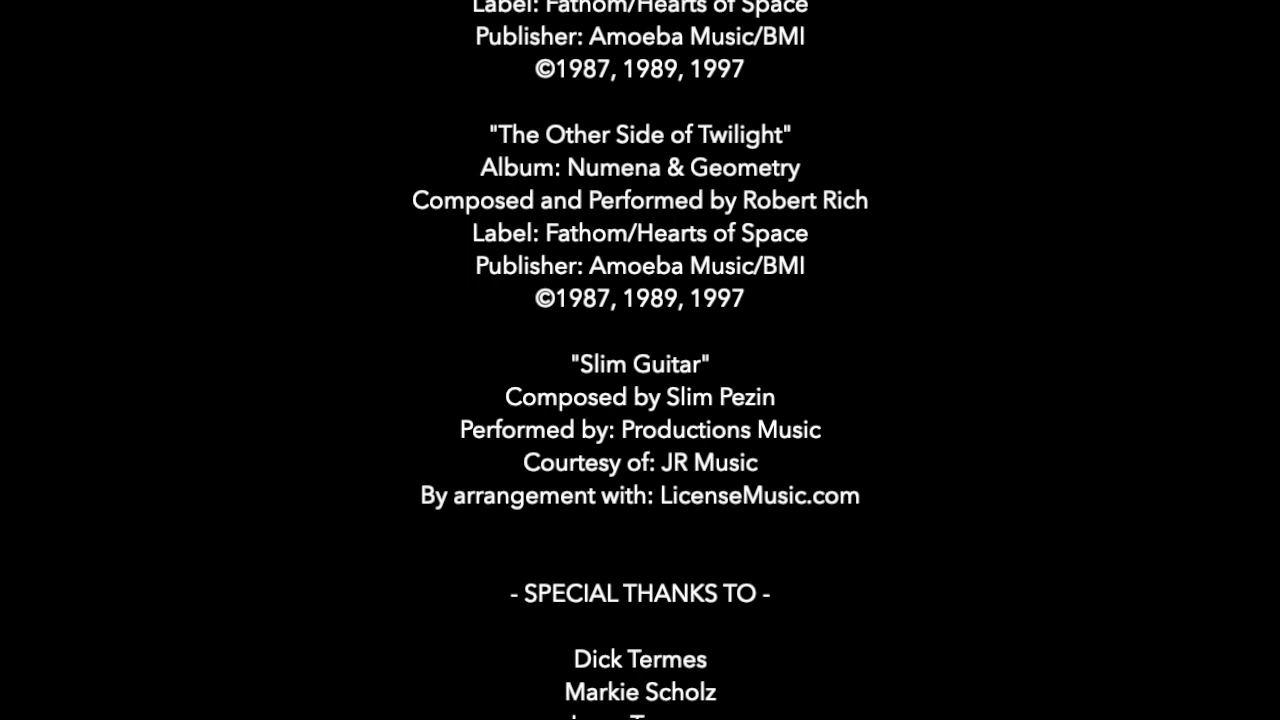 Label: Fathom/Hearts of Space
Publisher: Amoeba Music/BMI
©1987, 1989, 1997
"The Other Side of Twilight"
Album: Numena & Geometry
Composed and Performed by Robert Rich
Label: Fathom/Hearts of Space
Publisher: Amoeba Music/BMI
©1987, 1989, 1997
"Slim Guitar"
Composed by Slim Pezin
Performed by: Productions Music
Courtesy of: JR Music
By arrangement with: LicenseMusic.com
- SPECIAL THANKS TO -
Dick Termes
Markie Scholz